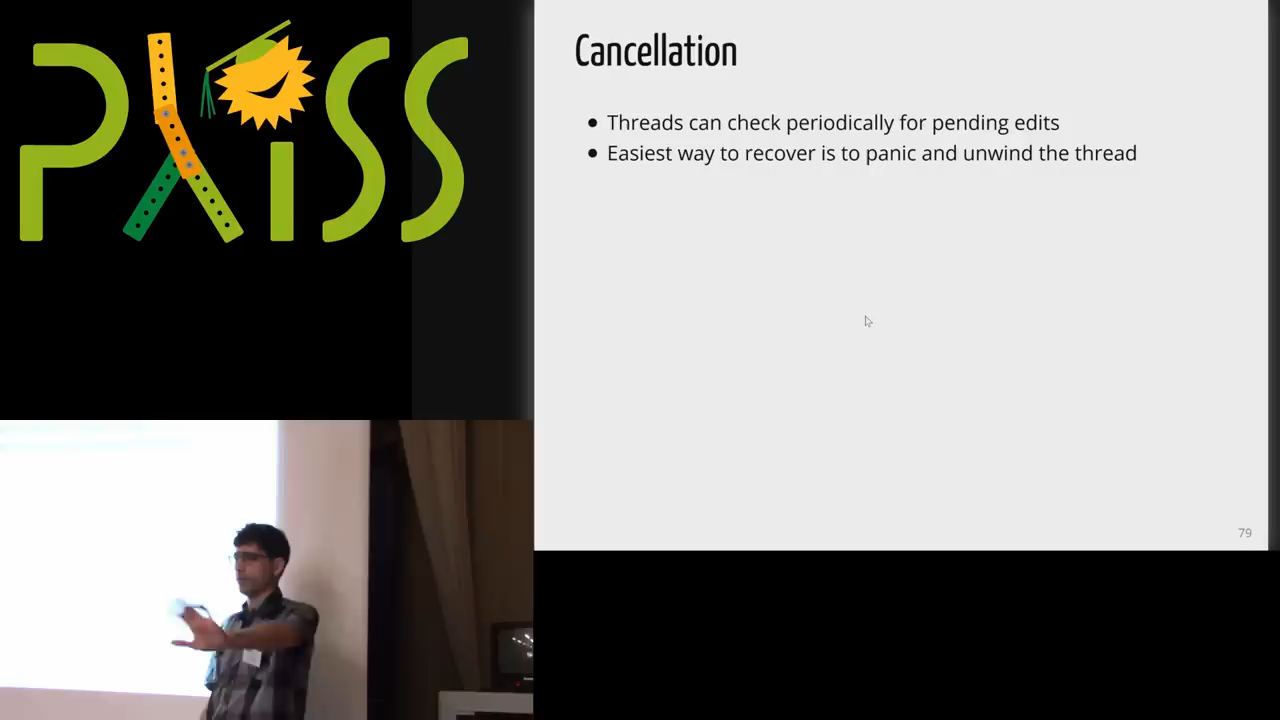 PLISS
Cancellation
● Threads can check periodically for pending edits
● Easiest way to recover is to panic and unwind the thread
79